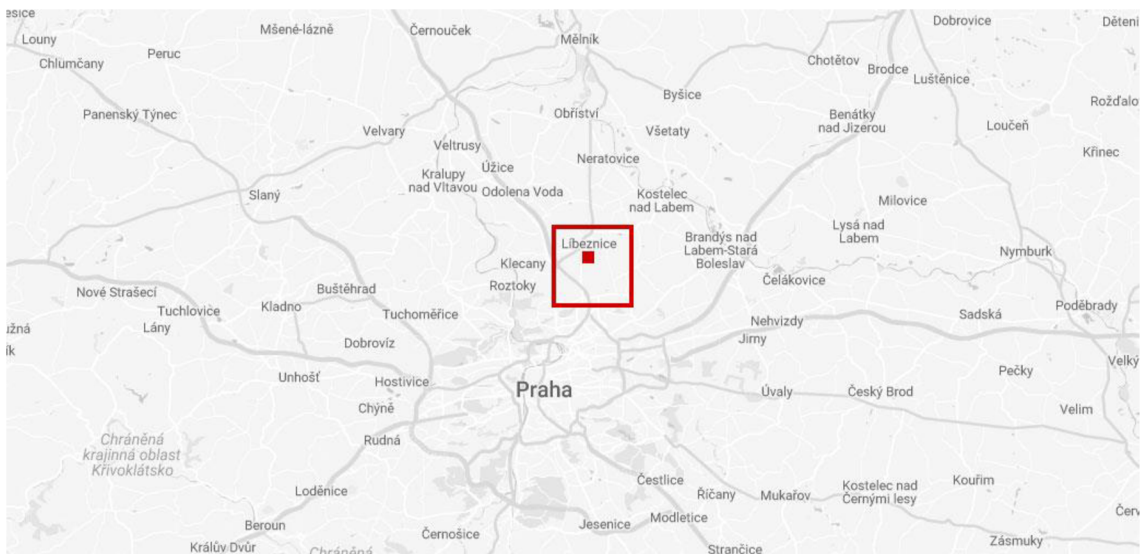 Dobrovice
Děteni
Louny
Mšené-lázně
Černouček
Mělník
Peruc
Chlumčany
Chotětov
Brodce
Luštěnice
Byšice
Rožďalo
Panenský Týnec
Obříství
Benátky
nad Jizerou
Loučeň
Velvary
Všetaty
Veltrusy
Křinec
Úžice
Neratovice
Kralupy
nad Vltavou
Odolena Voda
Slaný
Kostelec
nad Labem
Milovice
Lysá nad
Labem
Líbeznice
Brandýs nad
Labem-Stará
Boleslav
Nymburk
Klecany
Čelákovice
Roztoky
Nové Strašecí
Buštěhrad
Tuchlovice
Kladno
Tuchoměřice
Poděbrady
Sadská
Lány
Nehvizdy
Jirny
Dobrovíz
Velký
Unhošť
Hostivice
Praha
Pečky
Úvaly
Český Brod
Chýně
Velim
Rudná
Chráněná
krajinná oblast
Křivoklátsko
Čestlice
Říčany
Mukařov
Kostelec nad
Černými lesy
Kouřim
Loděnice
Modletice
Beroun
Jesenice
Černošice
Zásmuky
Králův Dvůr
Chráněná
Strančice